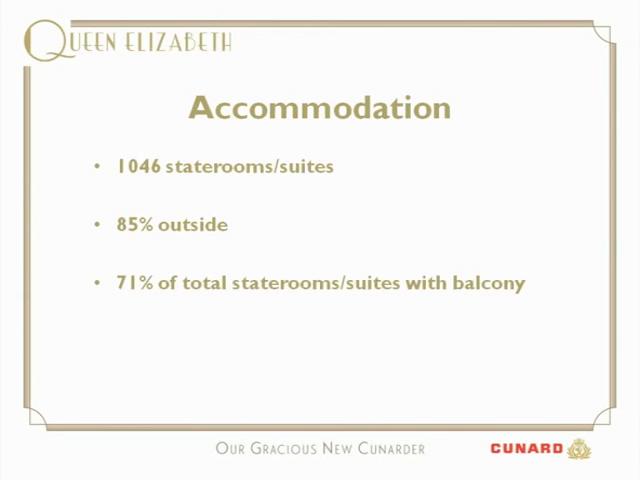 QUEEN ELIZABETH
Accommodation
• 1046 staterooms/suites
• 85% outside
• 71% of total staterooms/suites with balcony
OUR GRACIOUS NEW CUNARDER
CUNARD